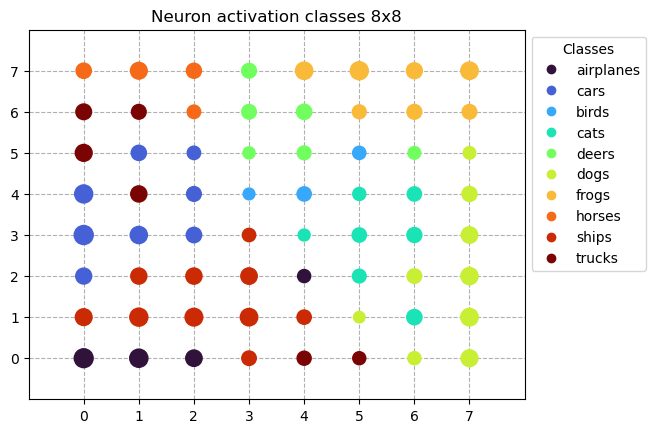 Neuron activation classes 8x8
Classes
airplanes
cars
birds
cats
deers
dogs
frogs
horses
ships
trucks
7
6
5
4
3
2
1
0
0 1 2 3 4 5 6 7